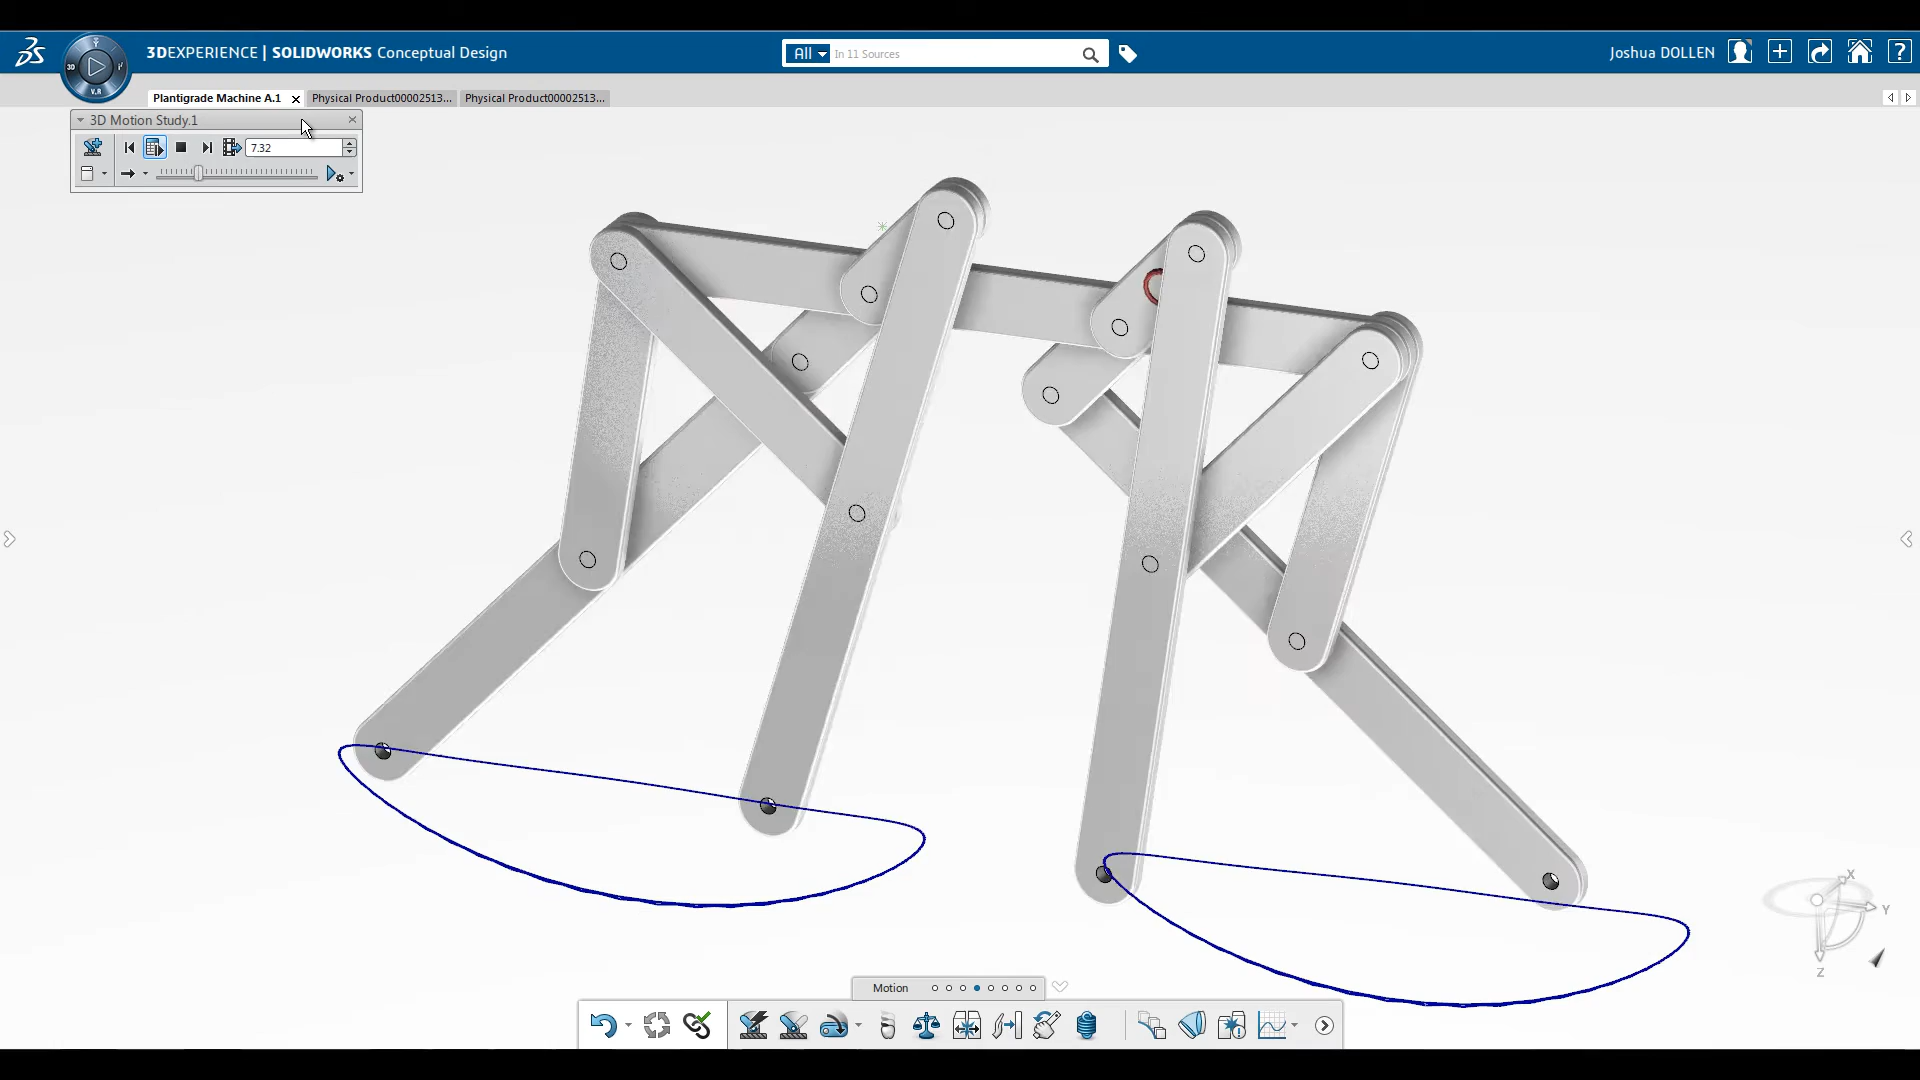 3DEXPERIENCE | SOLIDWORKS Conceptual Design
All
In 11 Sources
Joshua DOLLEN
?
3D
V.R
Plantigrade Machine A.1
Physical Product00002513...
Physical Product00002513...
3D Motion Study.1
7.32
X
Y
Z
Motion